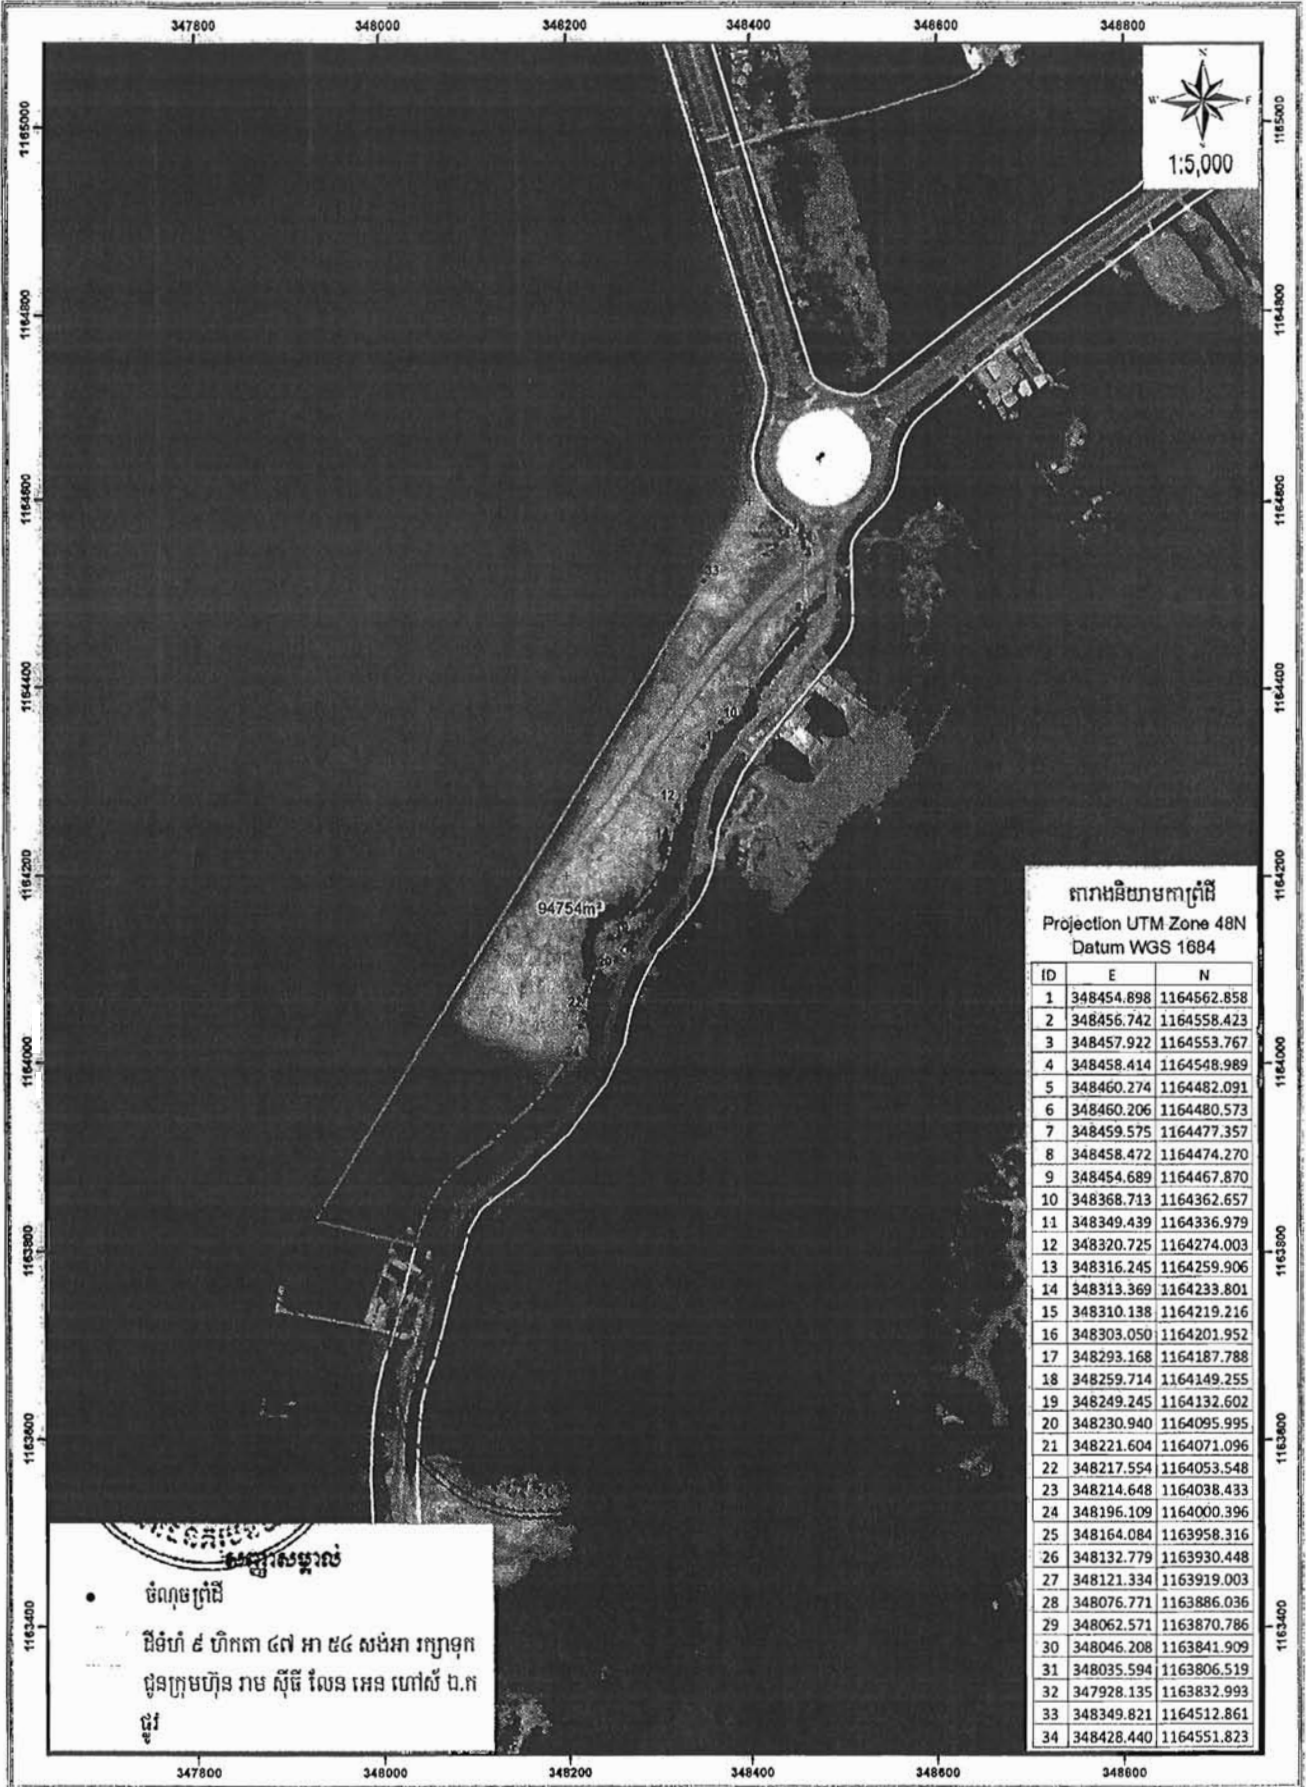 347800 348000 348200 348400 348600 348800
N
W
1:5,000
1165000
1164800
1164600
1164400
1164200
1164000
1163800
1163600
1163400
33
10
12
94754m²
20
តារាងនិយាមកាព្រំដី
Projection UTM Zone 48N
Datum WGS 1684
ID E N
1 348454.898 1164562.858
2 348456.742 1164558.423
3 348457.922 1164553.767
4 348458.414 1164548.989
5 348460.274 1164482.091
6 348460.206 1164480.573
7 348459.575 1164477.357
8 348458.472 1164474.270
9 348454.689 1164467.870
10 348368.713 1164362.657
11 348349.439 1164336.979
12 348320.725 1164274.003
13 348316.245 1164259.906
14 348313.369 1164233.801
15 348310.138 1164219.216
16 348303.050 1164201.952
17 348293.168 1164187.788
18 348259.714 1164149.255
19 348249.245 1164132.602
20 348230.940 1164095.995
21 348221.604 1164071.096
22 348217.554 1164053.548
23 348214.648 1164038.433
24 348196.109 1164000.396
25 348164.084 1163958.316
26 348132.779 1163930.448
27 348121.334 1163919.003
28 348076.771 1163886.036
29 348062.571 1163870.786
30 348046.208 1163841.909
31 348035.594 1163806.519
32 347928.135 1163832.993
33 348349.821 1164512.861
34 348428.440 1164551.823
សញ្ញាសម្គាល់
ចំណុចព្រំដី
ដីទំហំ ៩ ហិកតា ៤៧ អា ៥៤ សង់អា រក្សាទុក
ជូនក្រុមហ៊ុន រាម ស៊ីធី លែន អេន ហៅស៍ ឯ.ក
ផ្លូវ
347800 348000 348200 348400 348600 348800